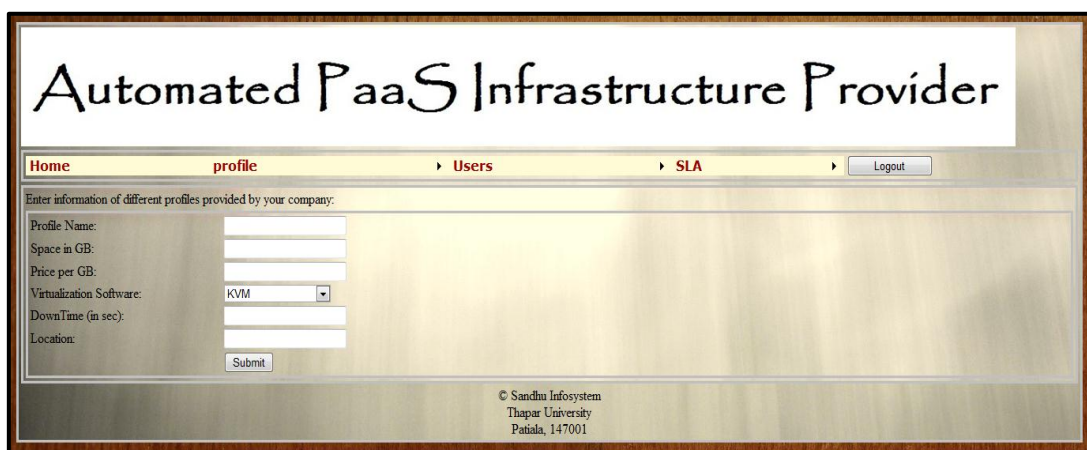 Automated PaaS Infrastructure Provider
Home profile Users SLA Logout
Enter information of different profiles provided by your company:
Profile Name:
Space in GB:
Price per GB:
Virtualization Software: KVM
DownTime (in sec):
Location:
Submit
© Sandhu Infosystem
Thapar University
Patiala, 147001